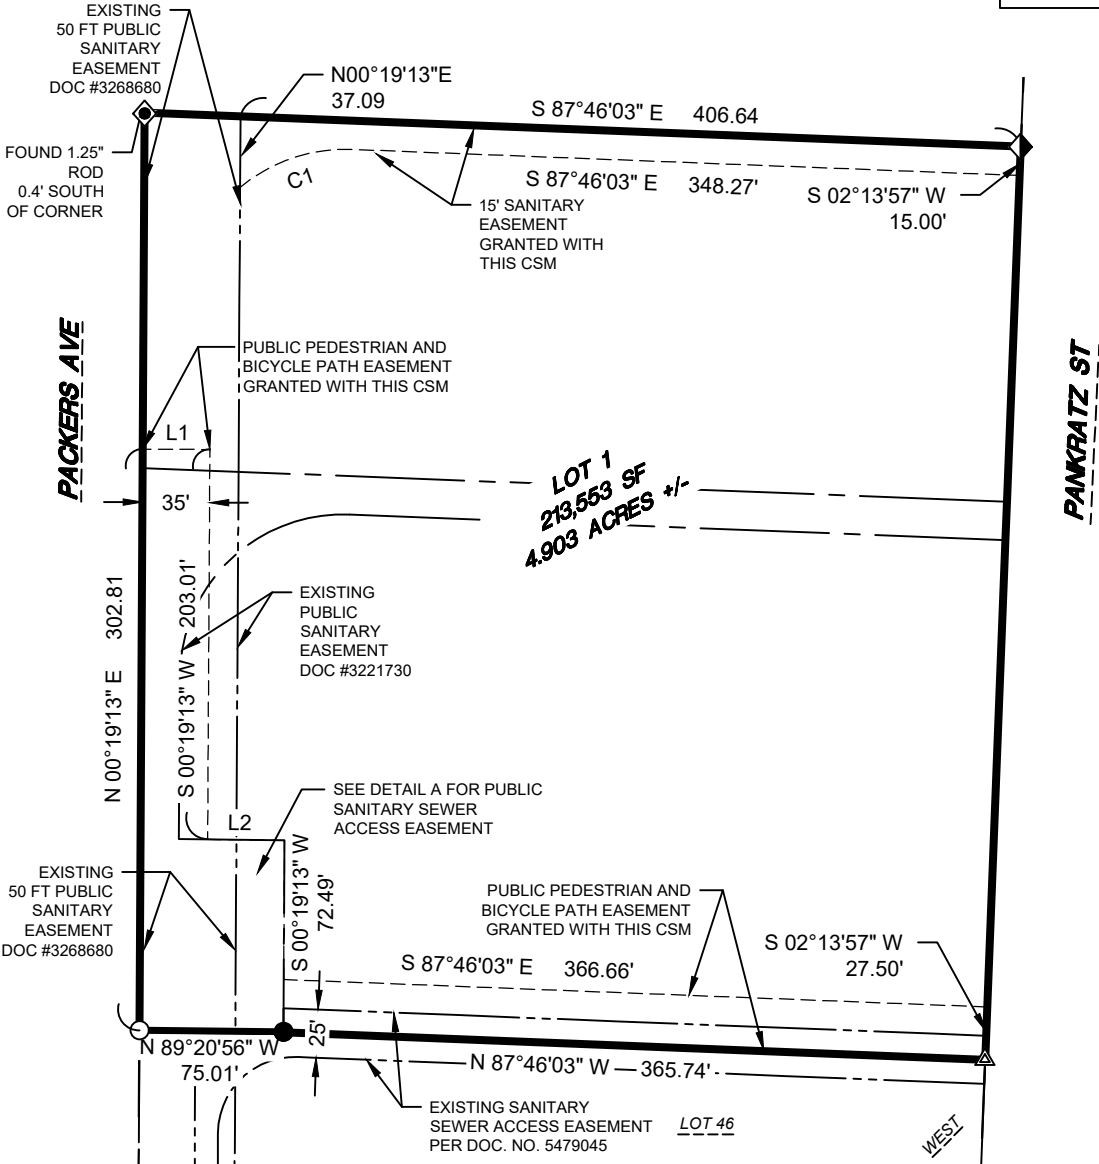 EXISTING
50 FT PUBLIC
SANITARY
EASEMENT
DOC #3268680
N00°19'13"E
37.09
S 87°46'03" E 406.64
FOUND 1.25"
ROD
0.4' SOUTH
OF CORNER
C1
S 87°46'03" E 348.27'
S 02°13'57" W
15.00'
15' SANITARY
EASEMENT
GRANTED WITH
THIS CSM
PACKERS AVE
PUBLIC PEDESTRIAN AND
BICYCLE PATH EASEMENT
GRANTED WITH THIS CSM
PANKRATZ ST
L1
35'
LOT 1
213,553 SF
4.903 ACRES +/-
N 00°19'13" E 302.81
S 00°19'13" W 203.01'
EXISTING
PUBLIC
SANITARY
EASEMENT
DOC #3221730
SEE DETAIL A FOR PUBLIC
SANITARY SEWER
ACCESS EASEMENT
L2
S 00°19'13" W
72.49'
EXISTING
50 FT PUBLIC
SANITARY
EASEMENT
DOC #3268680
PUBLIC PEDESTRIAN AND
BICYCLE PATH EASEMENT
GRANTED WITH THIS CSM
S 87°46'03" E 366.66'
S 02°13'57" W
27.50'
25'
N 89°20'56" W
75.01'
N 87°46'03" W 365.74'
EXISTING SANITARY
SEWER ACCESS EASEMENT
PER DOC. NO. 5479045
LOT 46
WEST